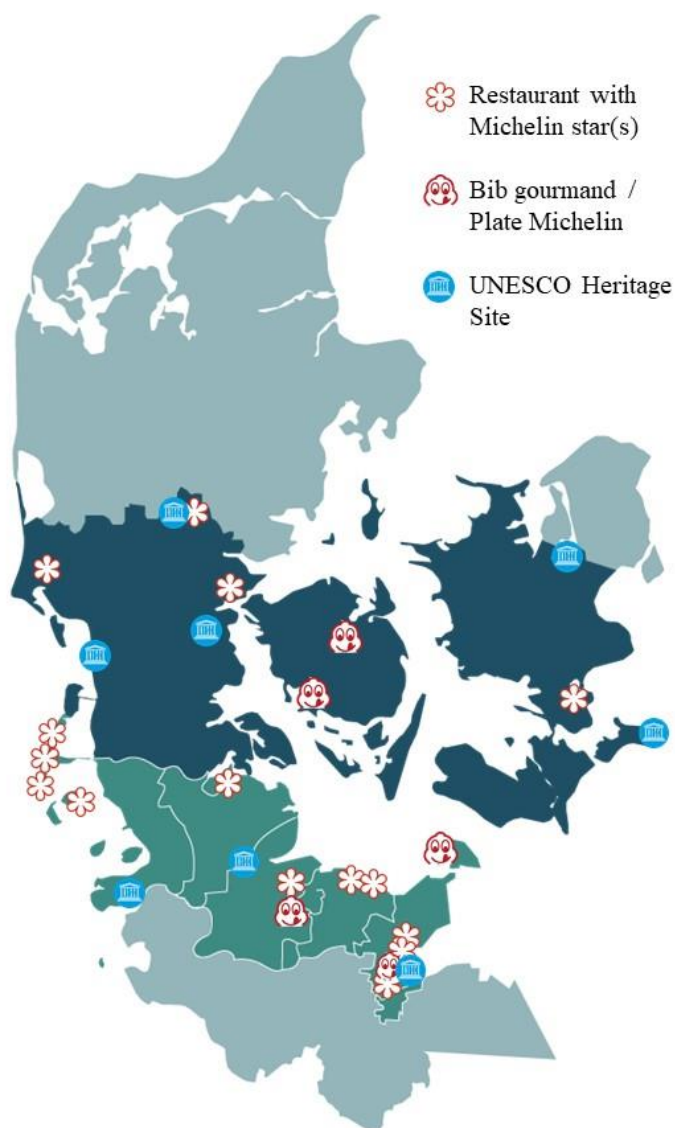 Restaurant with
Michelin star(s)
Bib gourmand /
Plate Michelin
UNESCO Heritage
Site